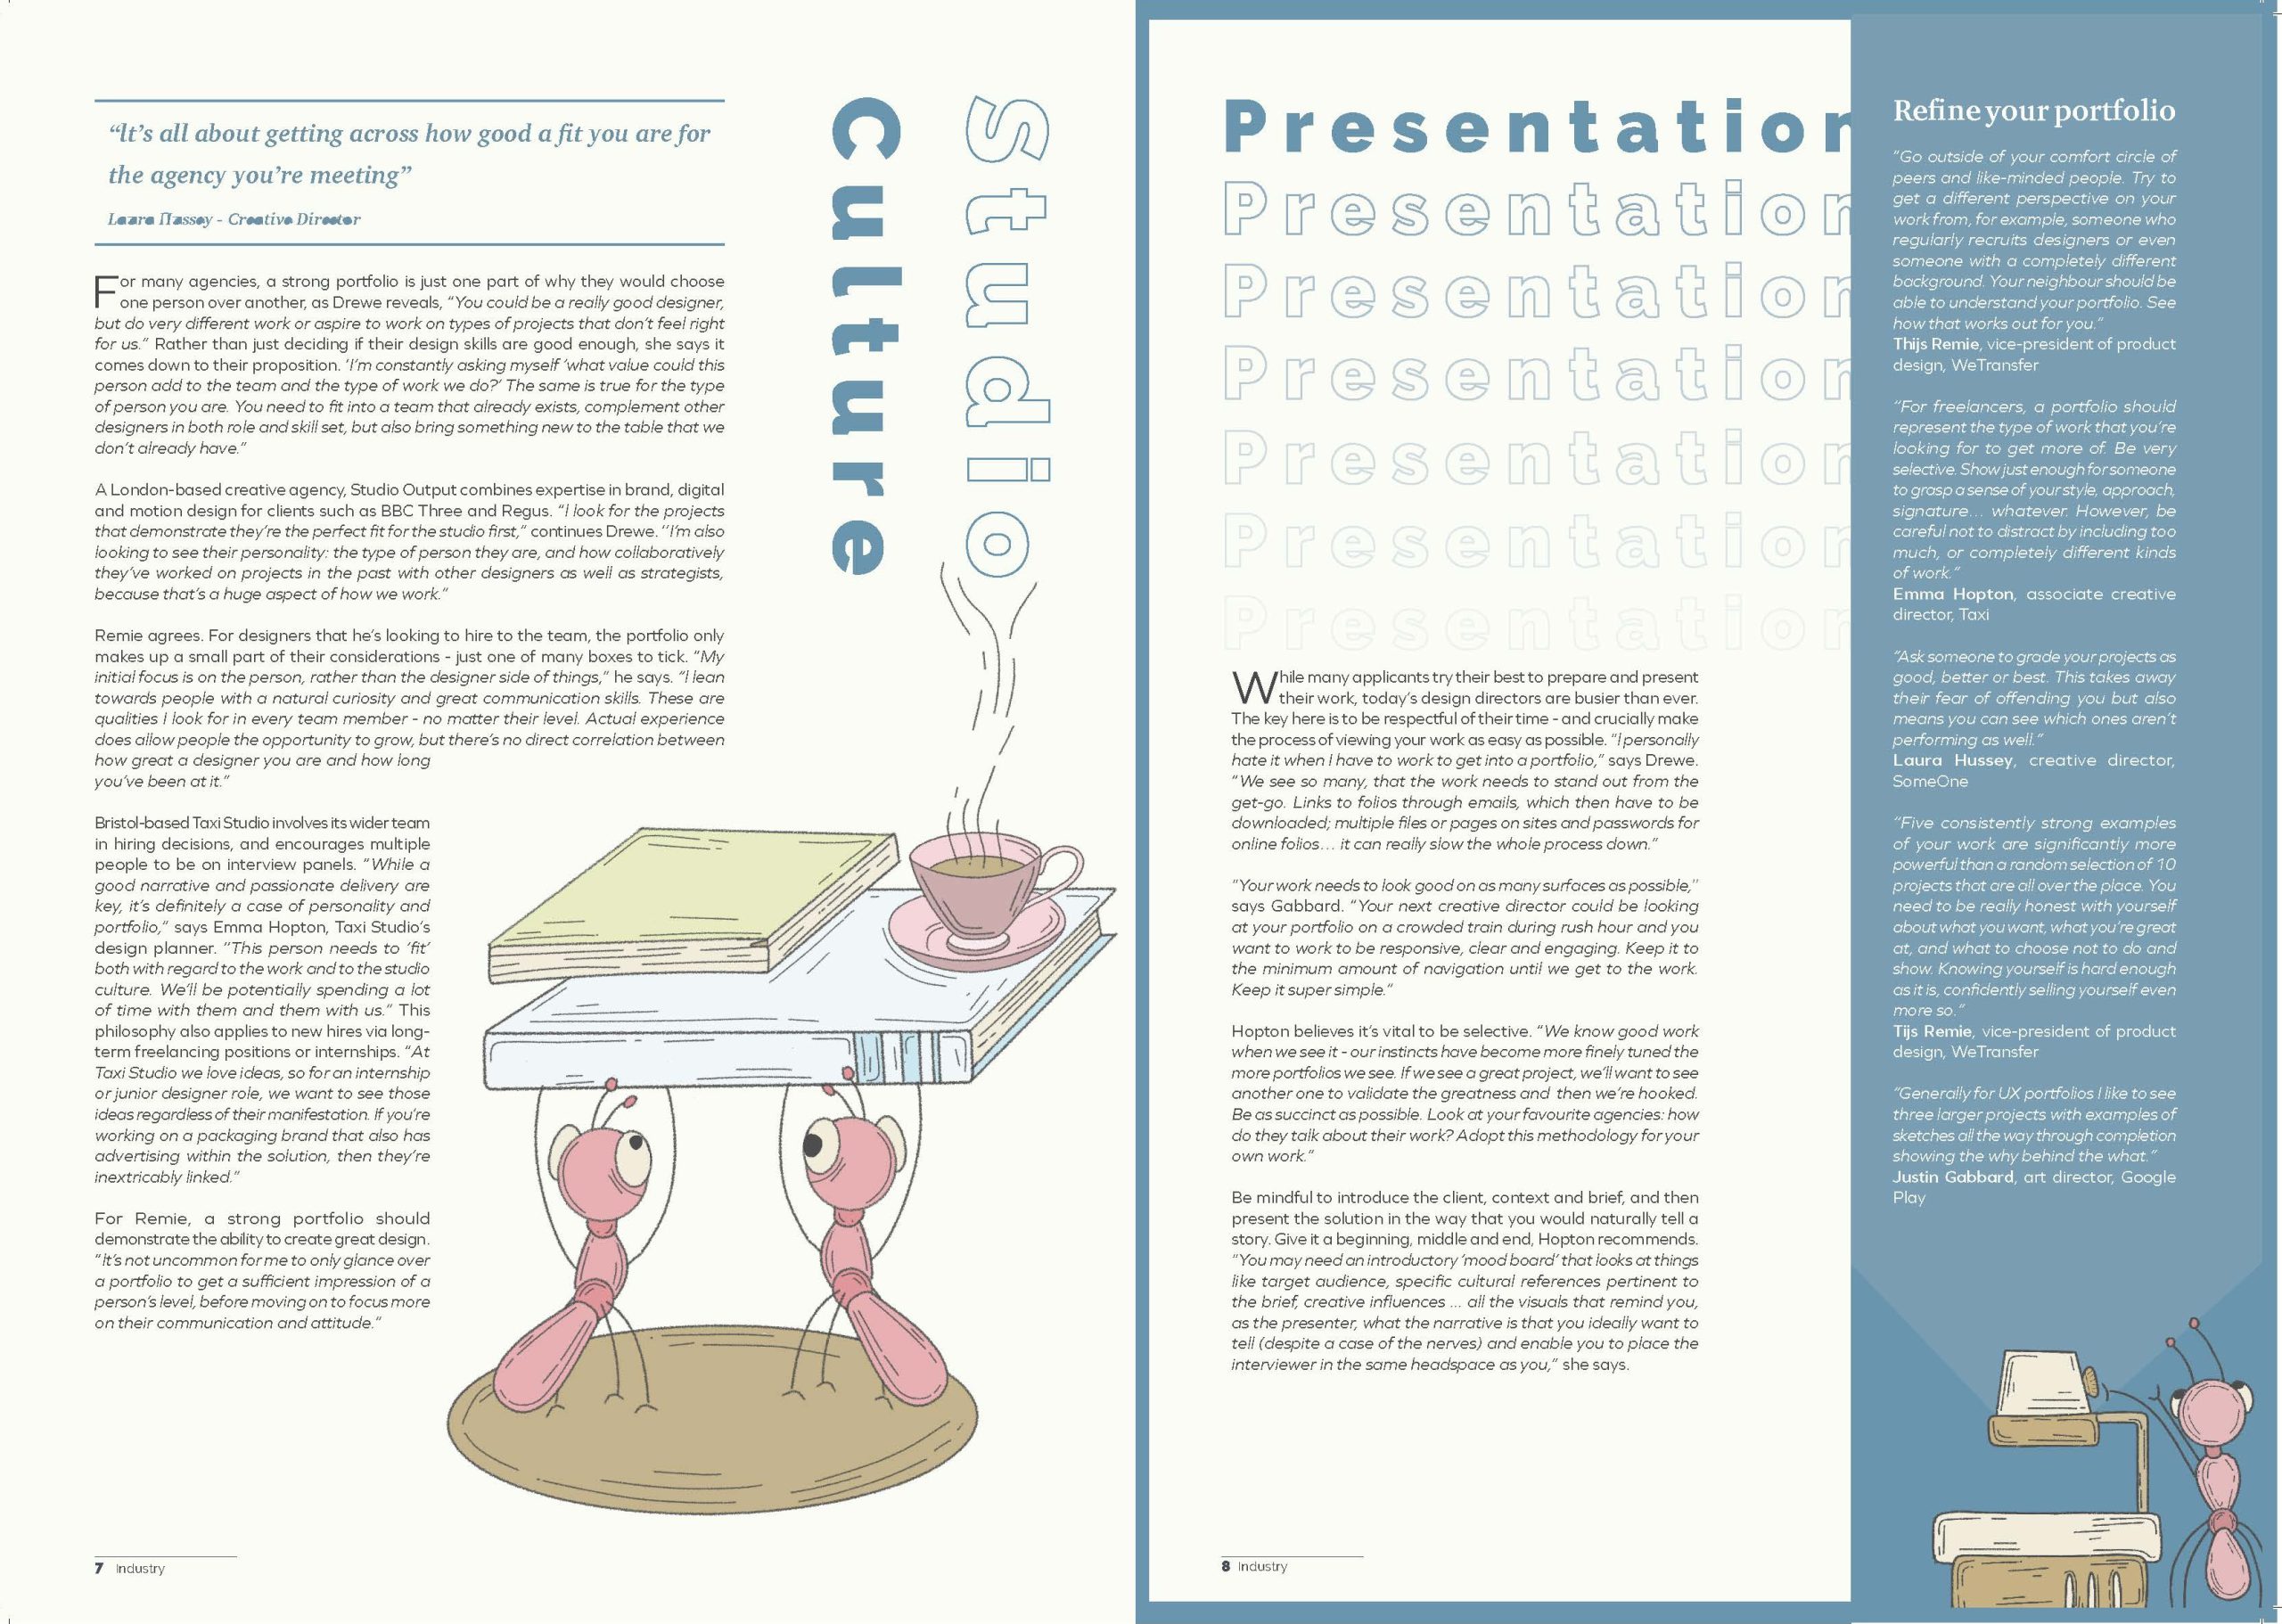 “It’s all about getting across how good a fit you are for
the agency you’re meeting”
- Creative Director
Studio
Culture
For many agencies, a strong portfolio is just one part of why they would choose
one person over another, as Drewe reveals, “You could be a really good designer,
but do very different work or aspire to work on types of projects that don’t feel right
for us.” Rather than just deciding if their design skills are good enough, she says it
comes down to their proposition. ‘I’m constantly asking myself ‘what value could this
person add to the team and the type of work we do?’ The same is true for the type
of person you are. You need to fit into a team that already exists, complement other
designers in both role and skill set, but also bring something new to the table that we
don’t already have.”
A London-based creative agency, Studio Output combines expertise in brand, digital
and motion design for clients such as BBC Three and Regus. “I look for the projects
that demonstrate they’re the perfect fit for the studio first,” continues Drewe. ‘’I’m also
looking to see their personality: the type of person they are, and how collaboratively
they’ve worked on projects in the past with other designers as well as strategists,
because that’s a huge aspect of how we work.”
Remie agrees. For designers that he’s looking to hire to the team, the portfolio only
makes up a small part of their considerations - just one of many boxes to tick. “My
initial focus is on the person, rather than the designer side of things,” he says. “I lean
towards people with a natural curiosity and great communication skills. These are
qualities I look for in every team member - no matter their level. Actual experience
does allow people the opportunity to grow, but there’s no direct correlation between
how great a designer you are and how long
you’ve been at it.”
Bristol-based Taxi Studio involves its wider team
in hiring decisions, and encourages multiple
people to be on interview panels. “While a
good narrative and passionate delivery are
key, it’s definitely a case of personality and
portfolio,” says Emma Hopton, Taxi Studio’s
design planner. “This person needs to ‘fit’
both with regard to the work and to the studio
culture. We’ll be potentially spending a lot
of time with them and them with us.” This
philosophy also applies to new hires via long-
term freelancing positions or internships. “At
Taxi Studio we love ideas, so for an internship
or junior designer role, we want to see those
ideas regardless of their manifestation. If you’re
working on a packaging brand that also has
advertising within the solution, then they’re
inextricably linked.”
For Remie, a strong portfolio should
demonstrate the ability to create great design.
“It’s not uncommon for me to only glance over
a portfolio to get a sufficient impression of a
person’s level, before moving on to focus more
on their communication and attitude.”
7 Industry
Presentation
Presentation
Presentation
Presentation
Presentation
Presentation
Presentation
While many applicants try their best to prepare and present
their work, today’s design directors are busier than ever.
The key here is to be respectful of their time - and crucially make
the process of viewing your work as easy as possible. “I personally
hate it when I have to work to get into a portfolio,” says Drewe.
“We see so many, that the work needs to stand out from the
get-go. Links to folios through emails, which then have to be
downloaded; multiple files or pages on sites and passwords for
online folios… it can really slow the whole process down.”
“Your work needs to look good on as many surfaces as possible,’’
says Gabbard. “Your next creative director could be looking
at your portfolio on a crowded train during rush hour and you
want to work to be responsive, clear and engaging. Keep it to
the minimum amount of navigation until we get to the work.
Keep it super simple.”
Hopton believes it’s vital to be selective. “We know good work
when we see it - our instincts have become more finely tuned the
more portfolios we see. If we see a great project, we’ll want to see
another one to validate the greatness and then we’re hooked.
Be as succinct as possible. Look at your favourite agencies: how
do they talk about their work? Adopt this methodology for your
own work.”
Be mindful to introduce the client, context and brief, and then
present the solution in the way that you would naturally tell a
story. Give it a beginning, middle and end, Hopton recommends.
“You may need an introductory ‘mood board’ that looks at things
like target audience, specific cultural references pertinent to
the brief, creative influences ... all the visuals that remind you,
as the presenter, what the narrative is that you ideally want to
tell (despite a case of the nerves) and enable you to place the
interviewer in the same headspace as you,” she says.
8 Industry
Refine your portfolio
“Go outside of your comfort circle of
peers and like-minded people. Try to
get a different perspective on your
work from, for example, someone who
regularly recruits designers or even
someone with a completely different
background. Your neighbour should be
able to understand your portfolio. See
how that works out for you.”
Thijs Remie, vice-president of product
design, WeTransfer
“For freelancers, a portfolio should
represent the type of work that you’re
looking for to get more of. Be very
selective. Show just enough for someone
to grasp a sense of your style, approach,
signature… whatever. However, be
careful not to distract by including too
much, or completely different kinds
of work.”
Emma Hopton, associate creative
director, Taxi
“Ask someone to grade your projects as
good, better or best. This takes away
their fear of offending you but also
means you can see which ones aren’t
performing as well.”
Laura Hussey, creative director,
SomeOne
“Five consistently strong examples
of your work are significantly more
powerful than a random selection of 10
projects that are all over the place. You
need to be really honest with yourself
about what you want, what you’re great
at, and what to choose not to do and
show. Knowing yourself is hard enough
as it is, confidently selling yourself even
more so.”
Tijs Remie, vice-president of product
design, WeTransfer
“Generally for UX portfolios I like to see
three larger projects with examples of
sketches all the way through completion
showing the why behind the what.”
Justin Gabbard, art director, Google
Play